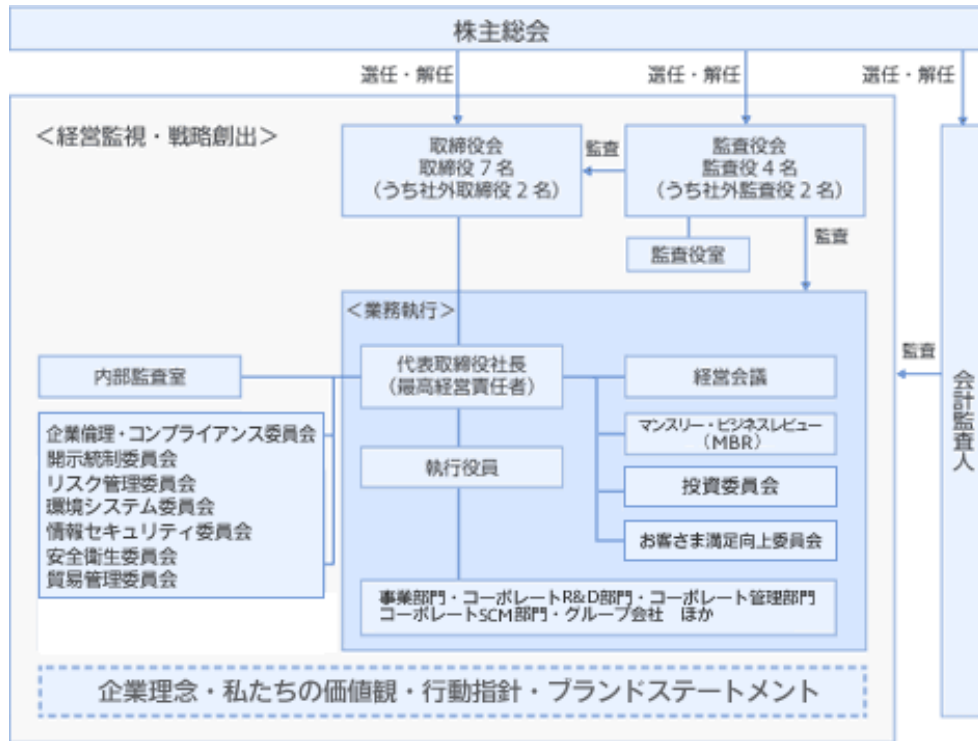 株主総会
選任・解任
選任・解任
選任・解任
＜経営監視・戦略創出＞
取締役会
取締役７名
（うち社外取締役２名）
監査
監査役会
監査役４名
（うち社外監査役２名）
監査役室
監査
＜業務執行＞
内部監査室
代表取締役社長
（最高経営責任者）
経営会議
監査
会計監査人
企業倫理・コンプライアンス委員会
開示統制委員会
リスク管理委員会
環境システム委員会
情報セキュリティ委員会
安全衛生委員会
貿易管理委員会
執行役員
マンスリー・ビジネスレビュー
（MBR）
投資委員会
お客さま満足向上委員会
事業部門・コーポレートR&D部門・コーポレート管理部門
コーポレートSCM部門・グループ会社　ほか
企業理念・私たちの価値観・行動指針・ブランドステートメント